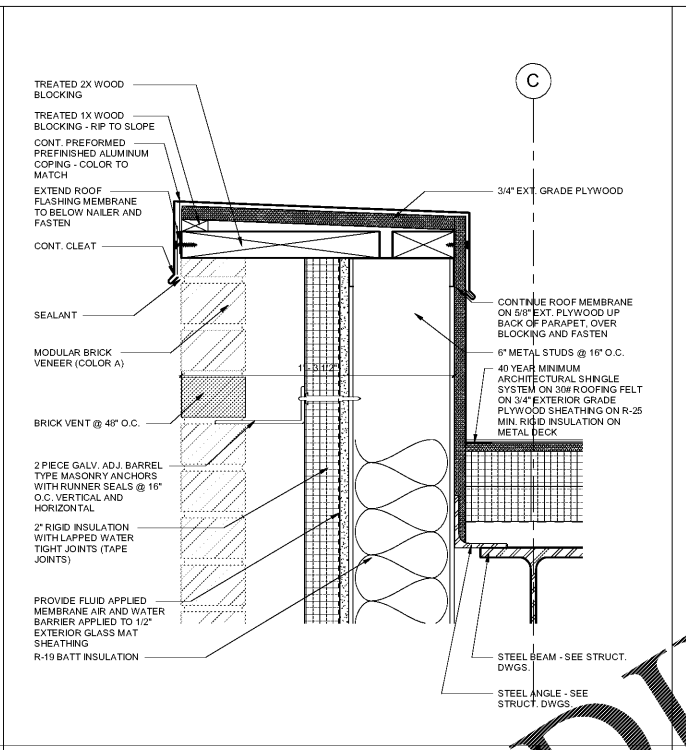 TREATED 2X WOOD
BLOCKING
TREATED 1X WOOD
BLOCKING - RIP TO SLOPE
CONT. PREFORMED
PREFINISHED ALUMINUM
COPING - COLOR TO
MATCH
EXTEND ROOF
FLASHING MEMBRANE
TO BELOW NAILER AND
FASTEN
CONT. CLEAT
SEALANT
MODULAR BRICK
VENEER (COLOR A)
BRICK VENT @ 48" O.C.
2 PIECE GALV. ADJ. BARREL
TYPE MASONRY ANCHORS
WITH RUNNER SEALS @ 16"
O.C. VERTICAL AND
HORIZONTAL
2" RIGID INSULATION
WITH LAPPED WATER
TIGHT JOINTS (TAPE
JOINTS)
PROVIDE FLUID APPLIED
MEMBRANE AIR AND WATER
BARRIER APPLIED TO 1/2"
EXTERIOR GLASS MAT
SHEATHING
R-19 BATT INSULATION
1'- 3 1/2"
C
3/4" EXT. GRADE PLYWOOD
CONTINUE ROOF MEMBRANE
ON 5/8" EXT. PLYWOOD UP
BACK OF PARAPET, OVER
BLOCKING AND FASTEN
6" METAL STUDS @ 16" O.C.
40 YEAR MINIMUM
ARCHITECTURAL SHINGLE
SYSTEM ON 30# ROOFING FELT
ON 3/4" EXTERIOR GRADE
PLYWOOD SHEATHING ON R-25
MIN. RIGID INSULATION ON
METAL DECK
STEEL BEAM - SEE STRUCT.
DWGS.
STEEL ANGLE - SEE
STRUCT. DWGS.